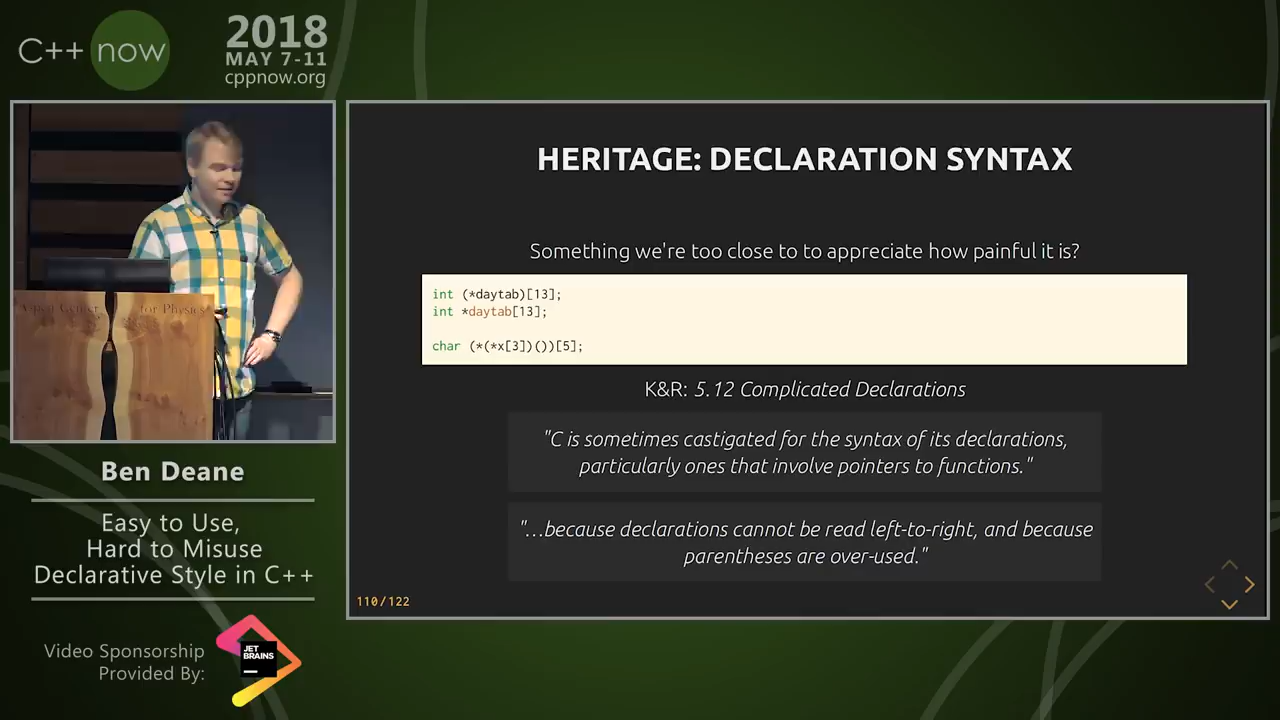 C++ now
2018
MAY 7-11
cppnow.org
Open Center for Physics
Ben Deane
Easy to Use,
Hard to Misuse
Declarative Style in C++
Video Sponsorship
Provided By:
JET
BRAINS
HERITAGE: DECLARATION SYNTAX
Something we're too close to to appreciate how painful it is?
int (*daytab)[13];
int *daytab[13];
char (*(*x[3])())[5];
K&R: 5.12 Complicated Declarations
"C is sometimes castigated for the syntax of its declarations,
particularly ones that involve pointers to functions."
"...because declarations cannot be read left-to-right, and because
parentheses are over-used."
110/122